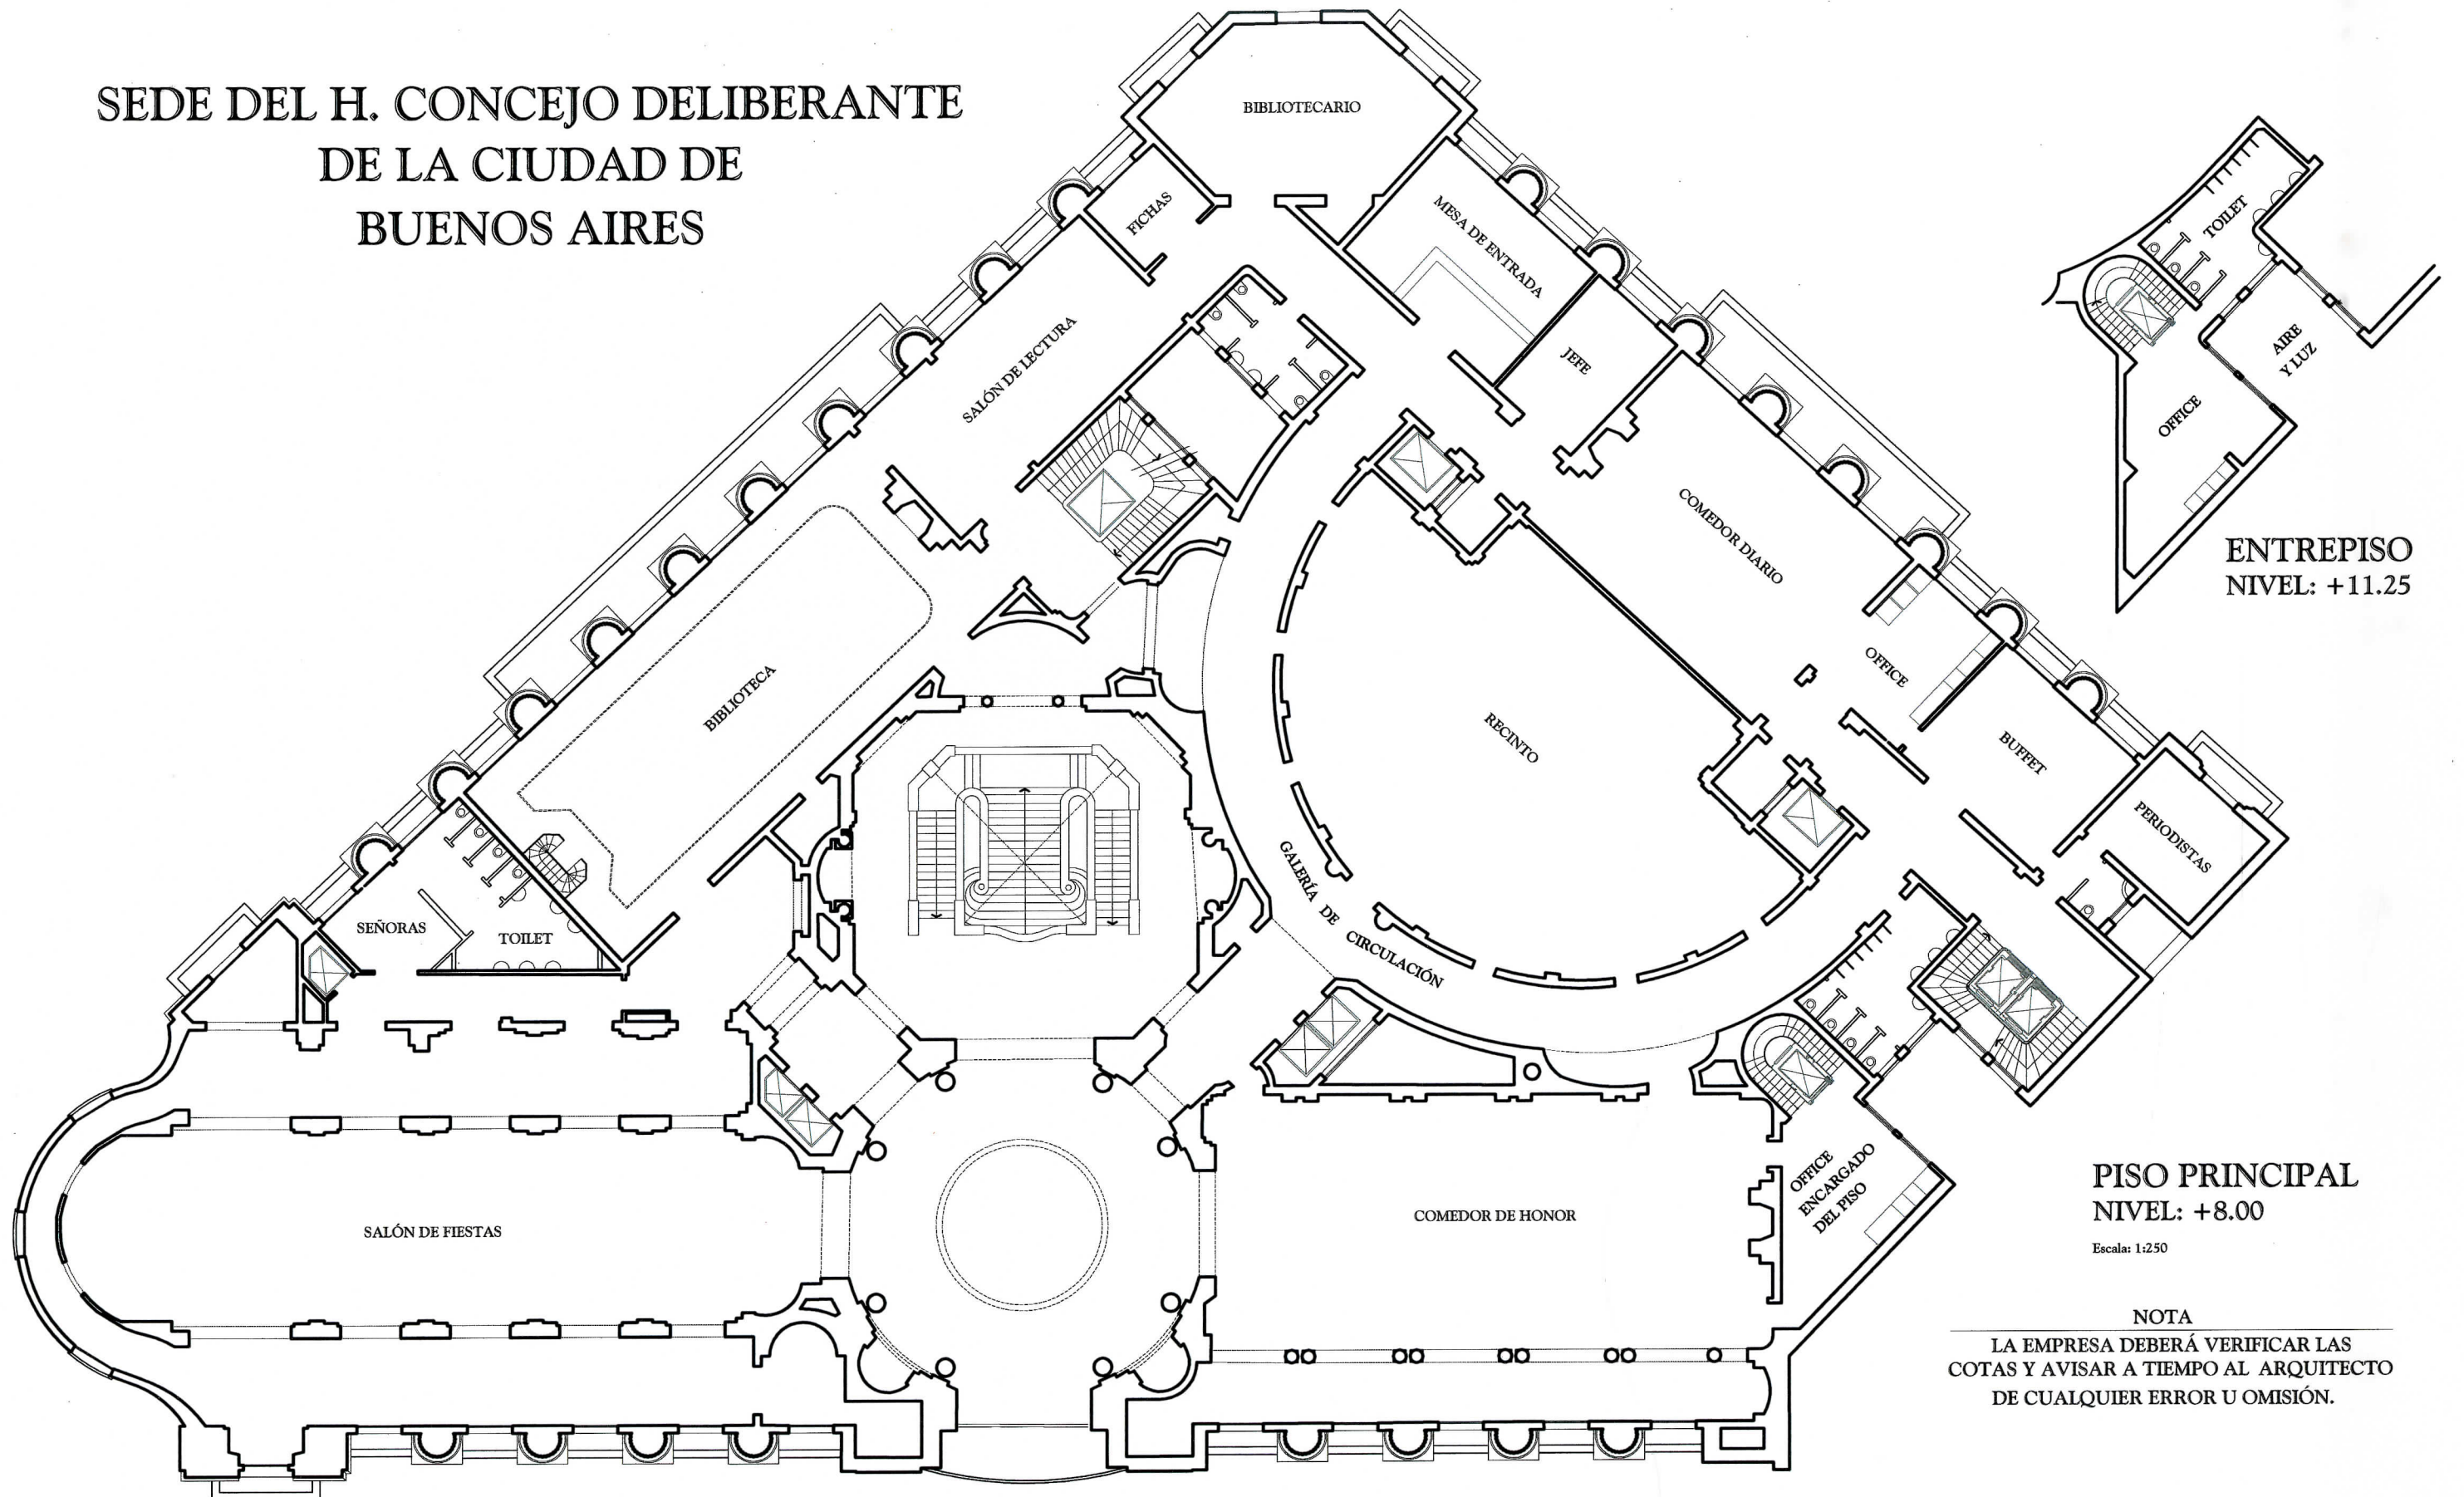 SEDE DEL H. CONCEJO DELIBERANTE
DE LA CIUDAD DE
BUENOS AIRES
BIBLIOTECARIO
FICHAS
MESA DE ENTRADA
JEFE
SALÓN DE LECTURA
COMEDOR DIARIO
BIBLIOTECA
RECINTO
OFFICE
BUFFET
PERIODISTAS
GALERÍA DE CIRCULACIÓN
SEÑORAS
TOILET
SALÓN DE FIESTAS
COMEDOR DE HONOR
OFFICE
ENCARGADO
DEL PISO
TOILET
AIRE
Y LUZ
OFFICE
ENTREPISO
NIVEL: +11.25
PISO PRINCIPAL
NIVEL: +8.00
Escala: 1:250
NOTA
LA EMPRESA DEBERÁ VERIFICAR LAS
COTAS Y AVISAR A TIEMPO AL ARQUITECTO
DE CUALQUIER ERROR U OMISIÓN.